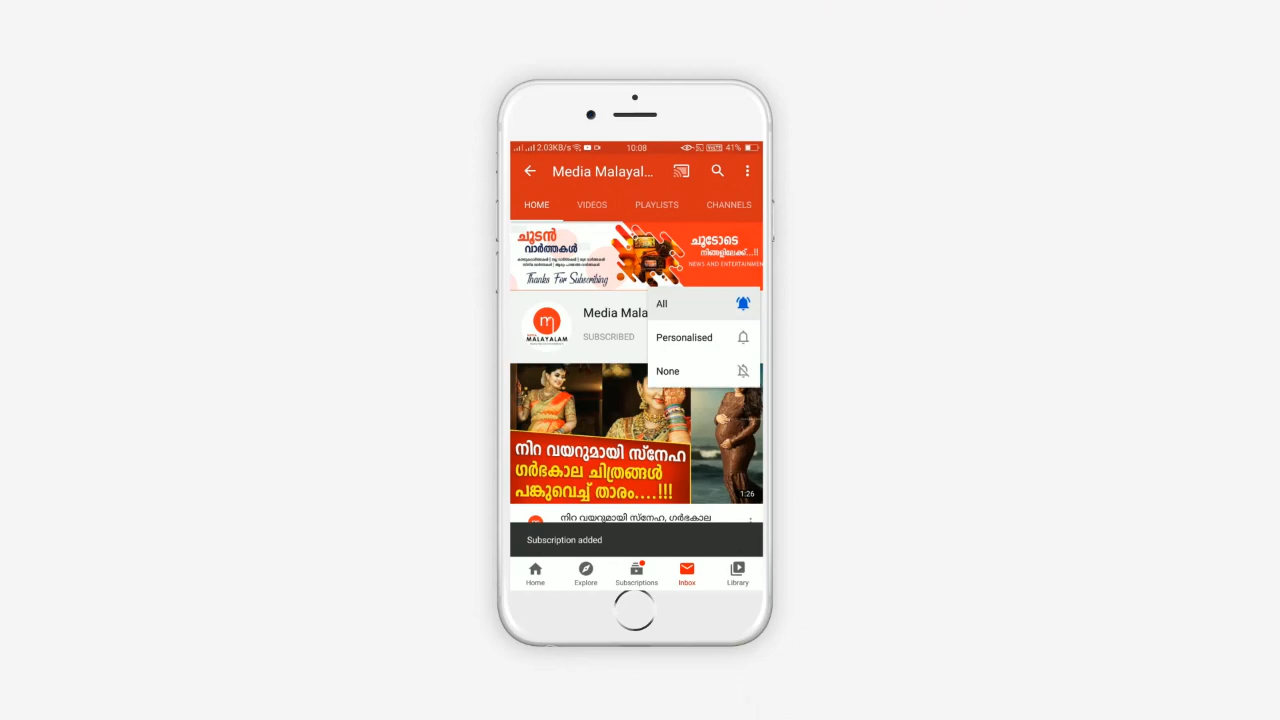 2.03KB/s 10:08 41%
Media Malayal...
HOME VIDEOS PLAYLISTS CHANNELS
ചൂടൻ
വാർത്തകൾ
Thanks For Subscribing
ചൂടോടെ
നിങ്ങളിലേക്ക്...!!
NEWS AND ENTERTAINMEN
All
Personalised
None
m
MALAYALAM
Media Mala
SUBSCRIBED
നിറ വയറുമായി സ്നേഹ
ഗർഭകാല ചിത്രങ്ങൾ
പങ്കുവെച്ച് താരം....!!!
1:26
നിറ വയറുമായി സ്നേഹ, ഗർഭകാല
Subscription added
Home Explore Subscriptions Inbox Library